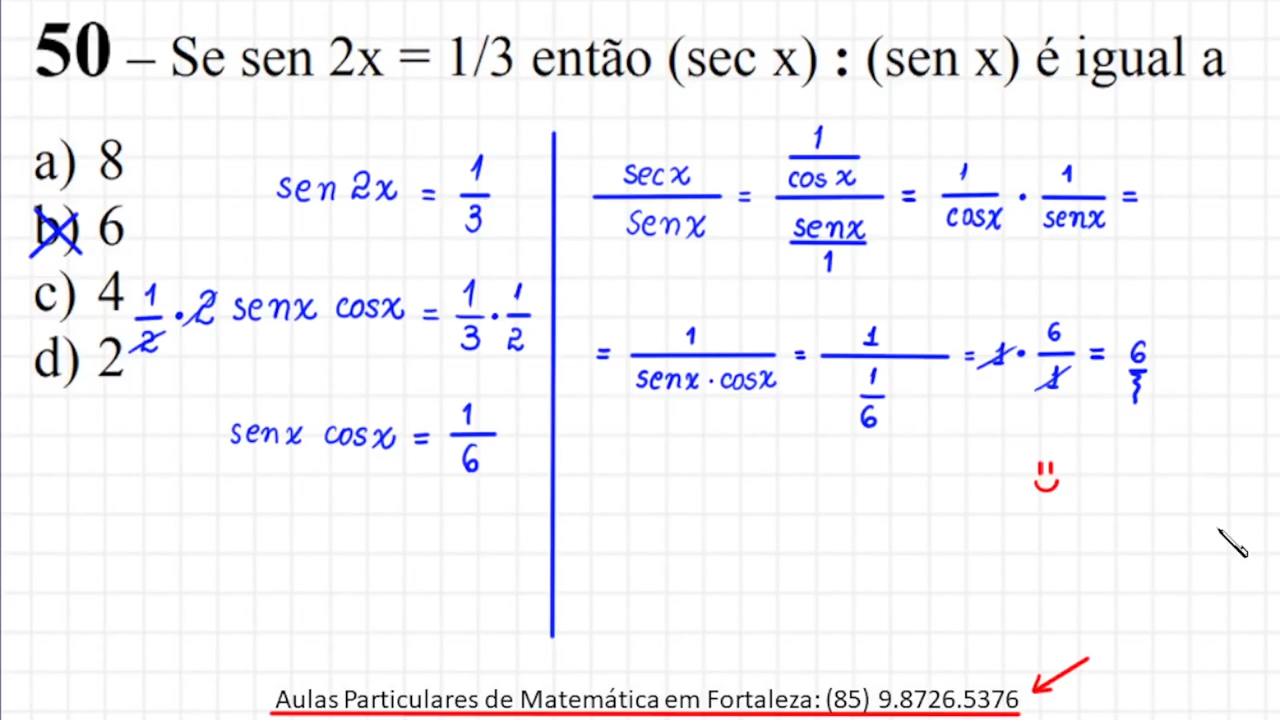 50 – Se sen 2x = 1/3 então (sec x) : (sen x) é igual a
a) 8
b) 6
c) 4
d) 2
sen 2x = 1/3
1/2 · 2 senx cosx = 1/3 · 1/2
senx cosx = 1/6
secx/senx = (1/cosx)/(senx/1) = 1/cosx · 1/senx =
= 1/(senx · cosx) = 1/(1/6) = 1 · 6/1 = 6
Aulas Particulares de Matemática em Fortaleza: (85) 9.8726.5376